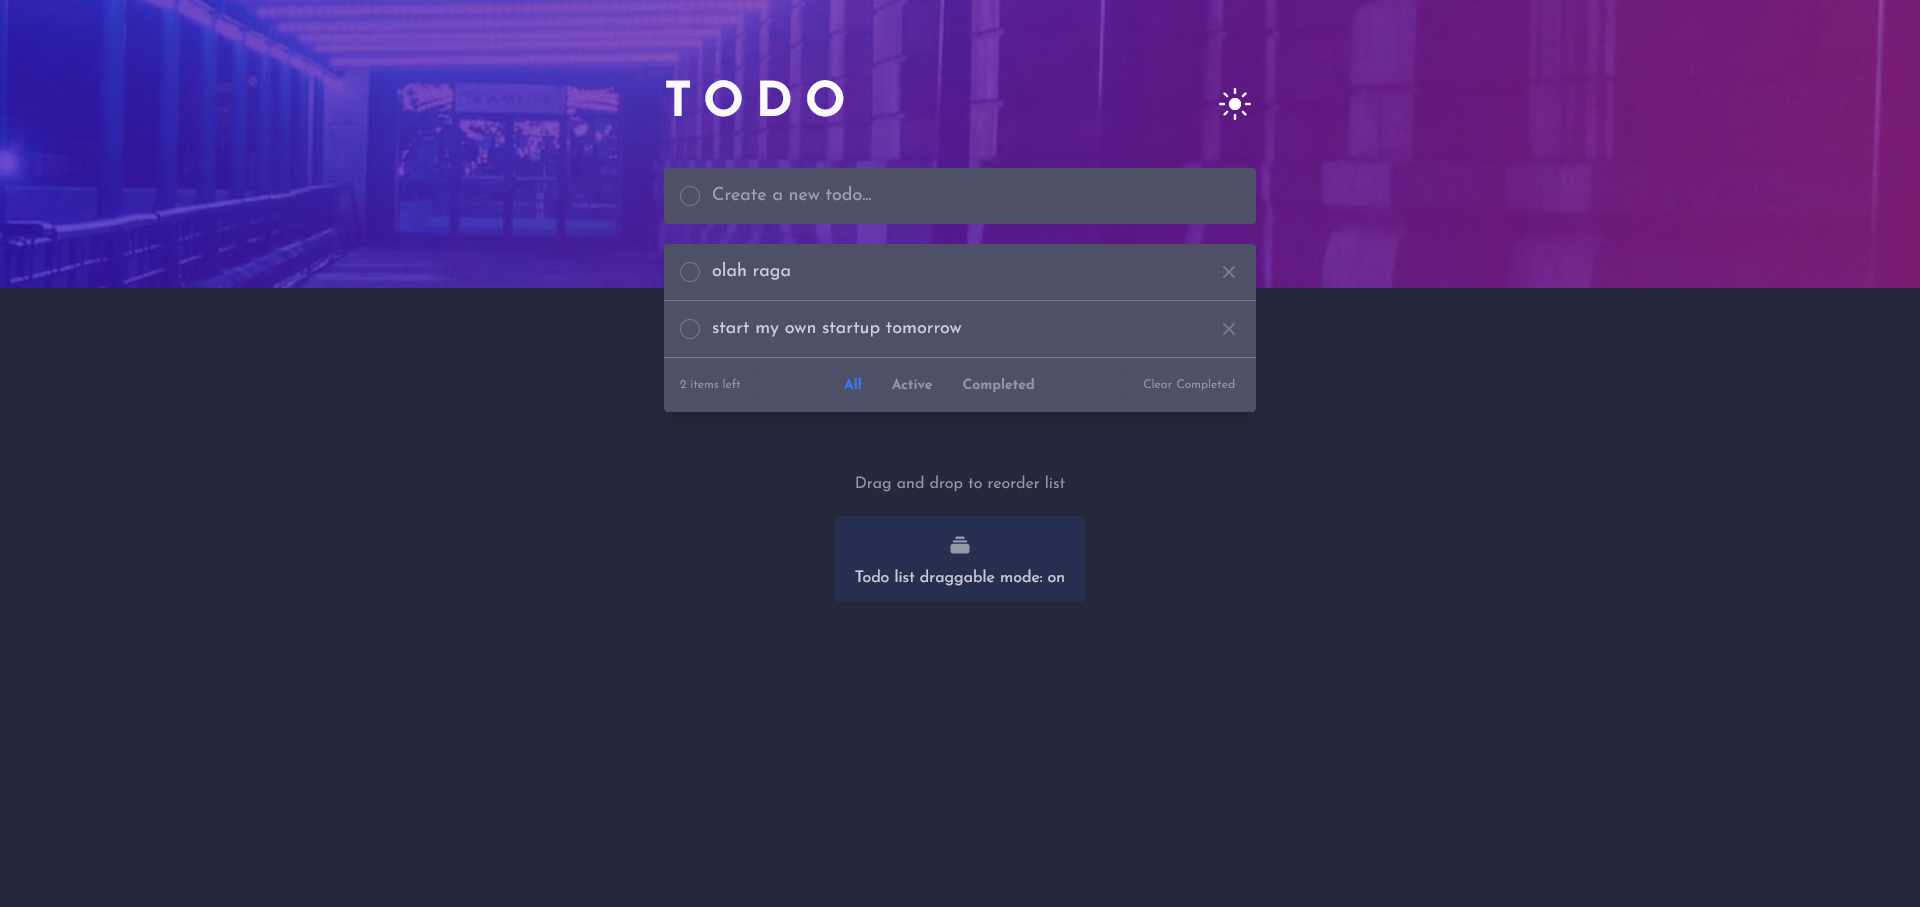 TODO
Create a new todo...
olah raga
start my own startup tomorrow
2 items left All Active Completed Clear Completed
Drag and drop to reorder list
Todo list draggable mode: on